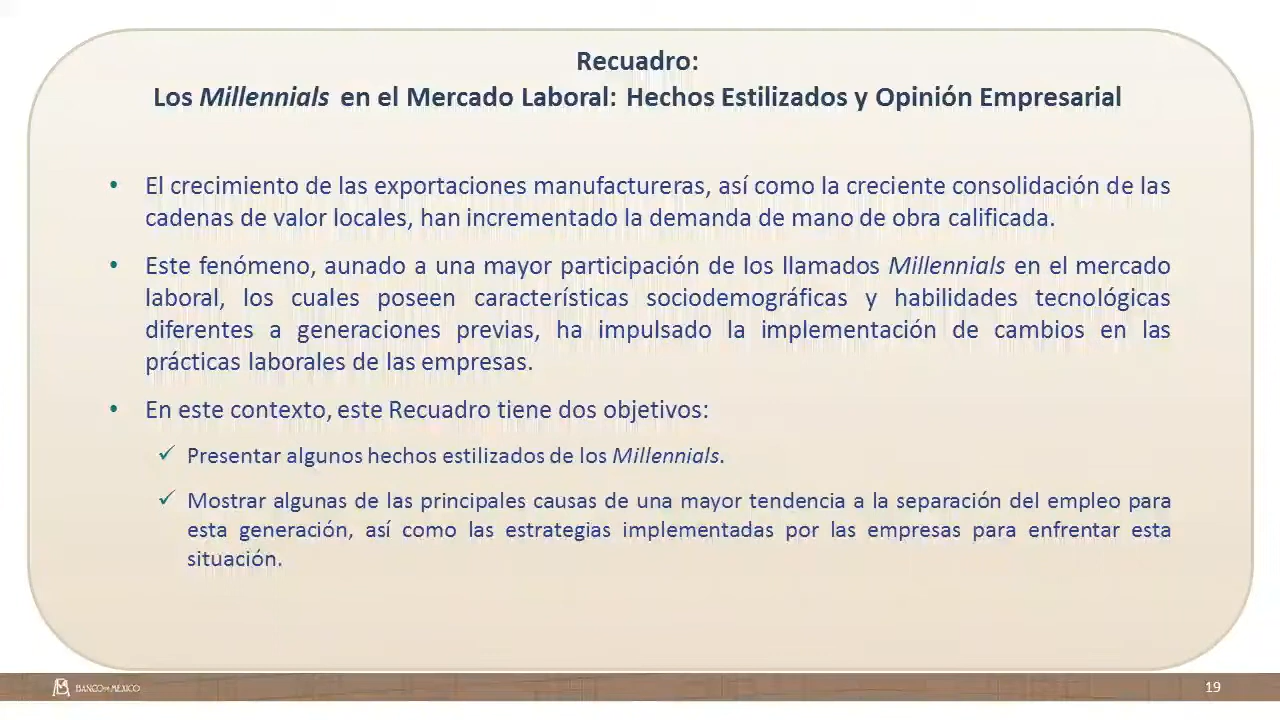 Recuadro:
Los Millennials en el Mercado Laboral: Hechos Estilizados y Opinión Empresarial
• El crecimiento de las exportaciones manufactureras, así como la creciente consolidación de las
cadenas de valor locales, han incrementado la demanda de mano de obra calificada.
• Este fenómeno, aunado a una mayor participación de los llamados Millennials en el mercado
laboral, los cuales poseen características sociodemográficas y habilidades tecnológicas
diferentes a generaciones previas, ha impulsado la implementación de cambios en las
prácticas laborales de las empresas.
• En este contexto, este Recuadro tiene dos objetivos:
✓ Presentar algunos hechos estilizados de los Millennials.
✓ Mostrar algunas de las principales causas de una mayor tendencia a la separación del empleo para
esta generación, así como las estrategias implementadas por las empresas para enfrentar esta
situación.
BANCO DE MEXICO
19